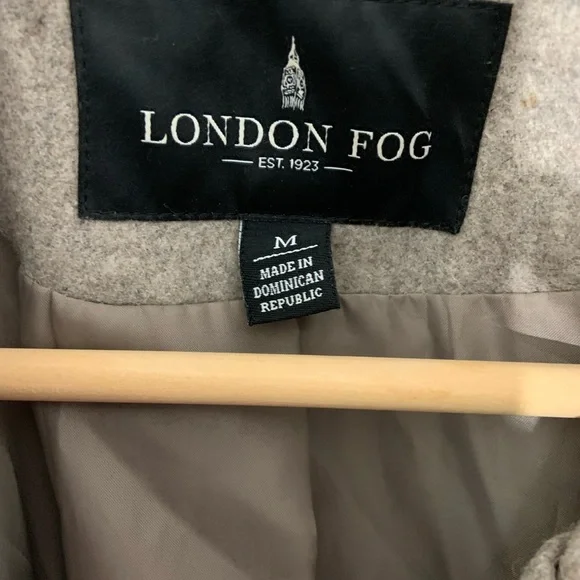 LONDON FOG
EST. 1923
M
MADE IN
DOMINICAN
REPUBLIC